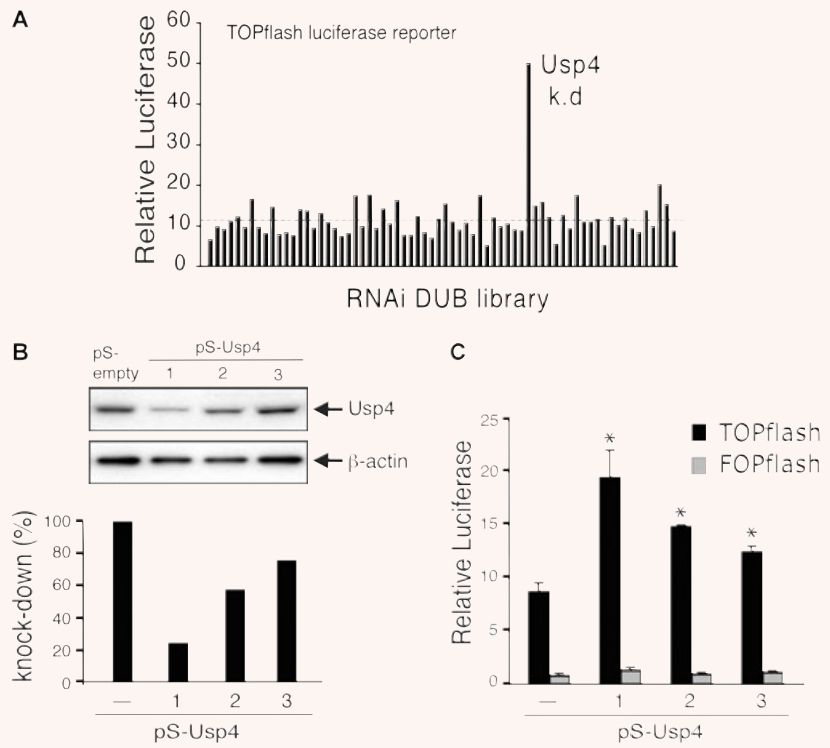 A
TOPflash luciferase reporter
Relative Luciferase
60
50
40
30
20
10
0
Usp4
k.d
RNAi DUB library
B
pS-
empty
pS-Usp4
1 2 3
Usp4
β-actin
knock-down (%)
100
80
60
40
20
0
— 1 2 3
pS-Usp4
C
Relative Luciferase
25
20
15
10
5
0
* * *
TOPflash
FOPflash
— 1 2 3
pS-Usp4